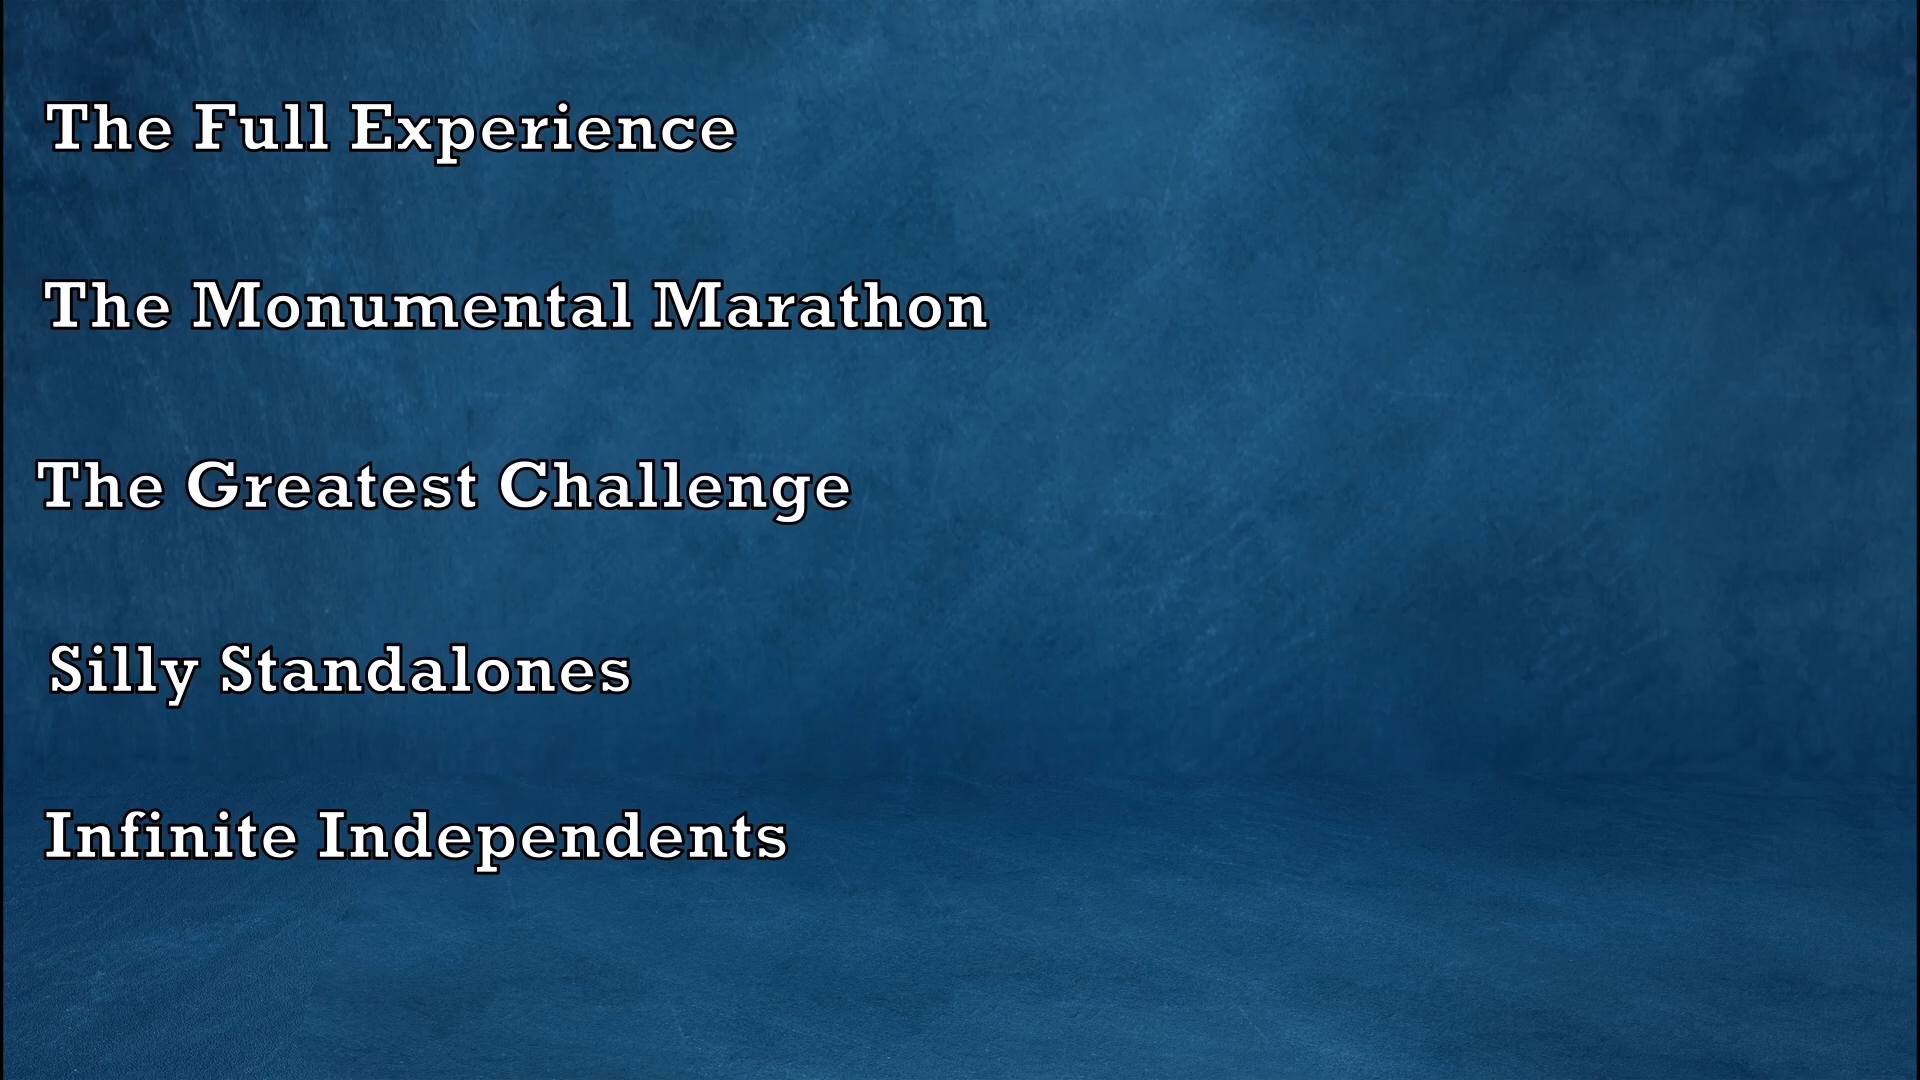 The Full Experience
The Monumental Marathon
The Greatest Challenge
Silly Standalones
Infinite Independents